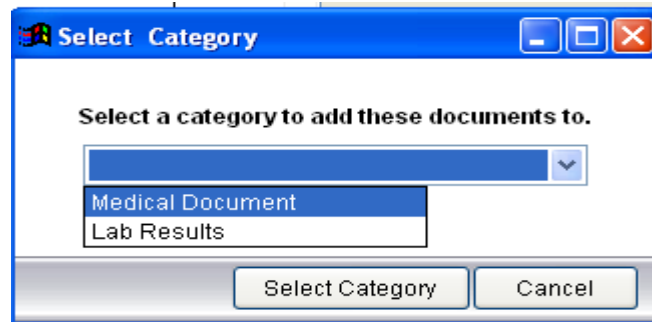 Select Category
Select a category to add these documents to.
Medical Document
Lab Results
Select Category
Cancel